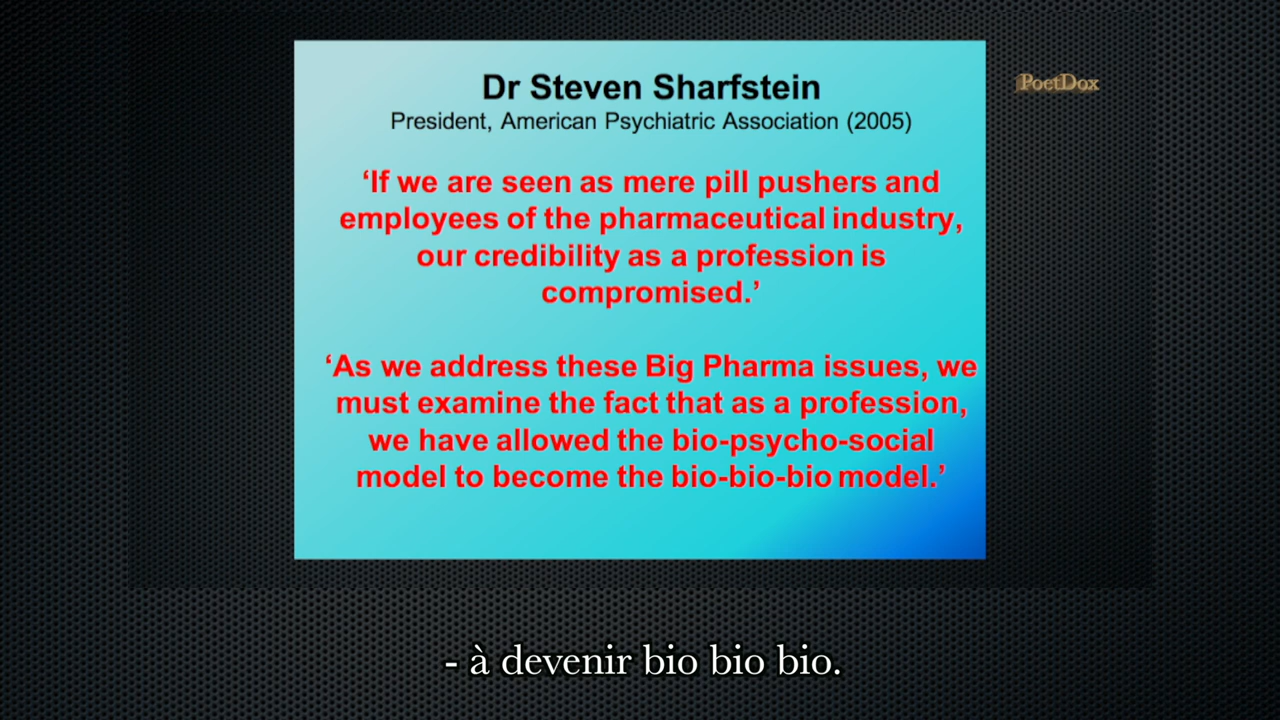 Dr Steven Sharfstein
PoetDox
President, American Psychiatric Association (2005)
‘If we are seen as mere pill pushers and
employees of the pharmaceutical industry,
our credibility as a profession is
compromised.’
‘As we address these Big Pharma issues, we
must examine the fact that as a profession,
we have allowed the bio-psycho-social
model to become the bio-bio-bio model.’
- à devenir bio bio bio.